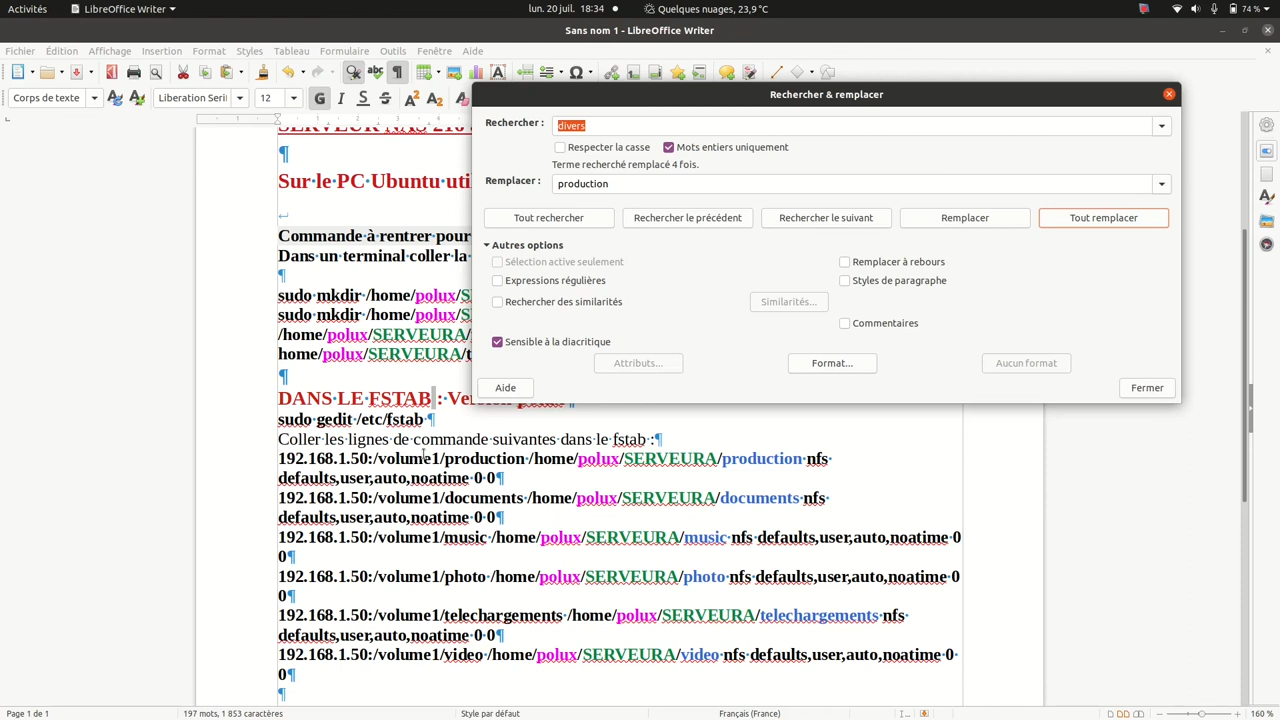 Activités LibreOffice Writer lun. 20 juil. 18:34 Quelques nuages, 23,9 °C 74 %
Sans nom 1 - LibreOffice Writer
Fichier Édition Affichage Insertion Format Styles Tableau Formulaire Outils Fenêtre Aide
Corps de texte Liberation Seri 12
Rechercher & remplacer
Rechercher : divers
Respecter la casse Mots entiers uniquement
Terme recherché remplacé 4 fois.
Remplacer : production
Tout rechercher Rechercher le précédent Rechercher le suivant Remplacer Tout remplacer
Autres options
Sélection active seulement Remplacer à rebours
Expressions régulières Styles de paragraphe
Rechercher des similarités Similarités...
Commentaires
Sensible à la diacritique
Attributs... Format... Aucun format
Aide Fermer
SERVEUR NAS 210
¶
Sur·le·PC·Ubuntu·uti
↵
Commande·à·rentrer·pour
Dans·un·terminal·coller·la
¶
sudo·mkdir·/home/polux/S
sudo·mkdir·/home/polux/S
/home/polux/SERVEURA/
home/polux/SERVEURA/t
¶
DANS·LE·FSTAB·:·
sudo·gedit·/etc/fstab·¶
Coller·les·lignes·de·commande·suivantes·dans·le·fstab·:¶
192.168.1.50:/volume1/production·/home/polux/SERVEURA/production·nfs·
defaults,user,auto,noatime·0·0¶
192.168.1.50:/volume1/documents·/home/polux/SERVEURA/documents·nfs·
defaults,user,auto,noatime·0·0¶
192.168.1.50:/volume1/music·/home/polux/SERVEURA/music·nfs·defaults,user,auto,noatime·0
0¶
192.168.1.50:/volume1/photo·/home/polux/SERVEURA/photo·nfs·defaults,user,auto,noatime·0
0¶
192.168.1.50:/volume1/telechargements·/home/polux/SERVEURA/telechargements·nfs·
defaults,user,auto,noatime·0·0¶
192.168.1.50:/volume1/video·/home/polux/SERVEURA/video·nfs·defaults,user,auto,noatime·0·
0¶
¶
Page 1 de 1 197 mots, 1 853 caractères Style par défaut Français (France) 160 %